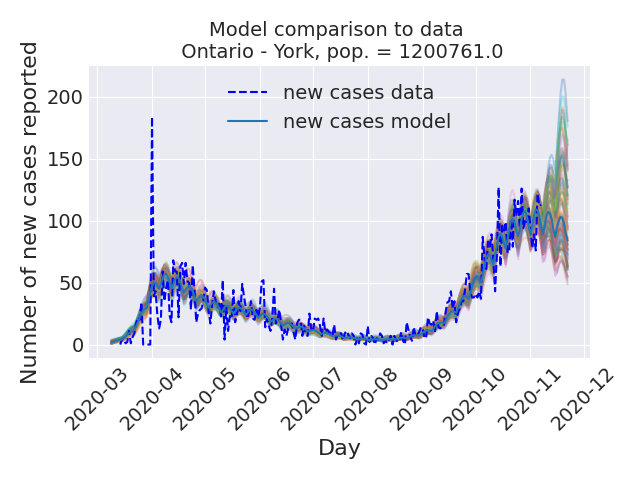 Model comparison to data
Ontario - York, pop. = 1200761.0
Number of new cases reported
200
150
100
50
0
new cases data
new cases model
2020-03
2020-04
2020-05
2020-06
2020-07
2020-08
2020-09
2020-10
2020-11
2020-12
Day